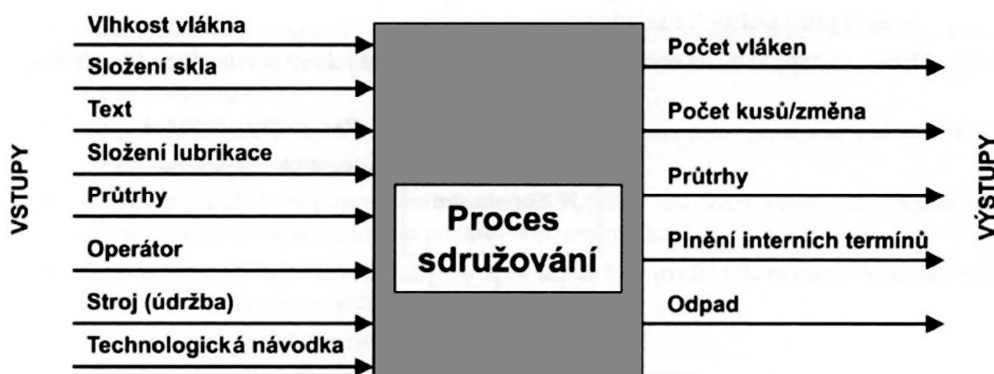 VSTUPY
Vlhkost vlákna
Složení skla
Text
Složení lubrikace
Průtrhy
Operátor
Stroj (údržba)
Technologická návodka
Proces
sdružování
Počet vláken
Počet kusů/změna
Průtrhy
Plnění interních termínů
Odpad
VÝSTUPY